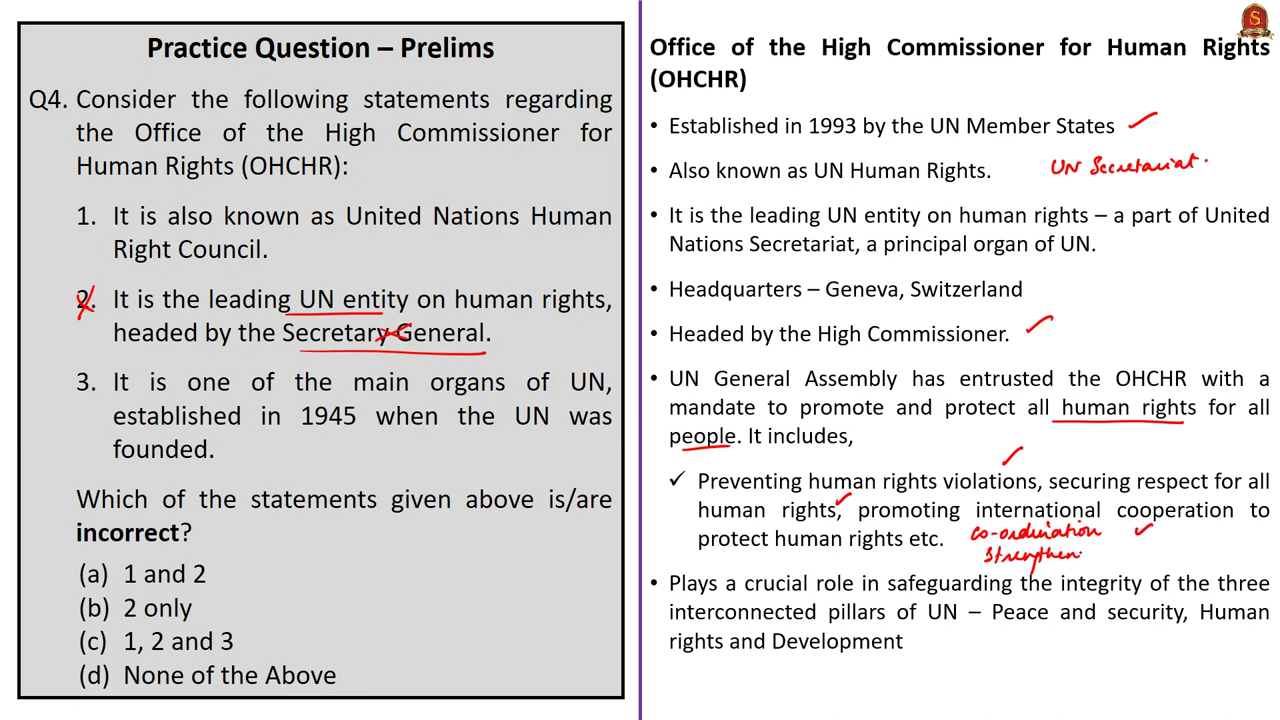 Practice Question – Prelims
Q4. Consider the following statements regarding
the Office of the High Commissioner for
Human Rights (OHCHR):
1. It is also known as United Nations Human
Right Council.
2. It is the leading UN entity on human rights,
headed by the Secretary General.
3. It is one of the main organs of UN,
established in 1945 when the UN was
founded.
Which of the statements given above is/are
incorrect?
(a) 1 and 2
(b) 2 only
(c) 1, 2 and 3
(d) None of the Above
S
Office of the High Commissioner for Human Rights
(OHCHR)
• Established in 1993 by the UN Member States
• Also known as UN Human Rights.
UN Secretariat.
• It is the leading UN entity on human rights – a part of United
Nations Secretariat, a principal organ of UN.
• Headquarters – Geneva, Switzerland
• Headed by the High Commissioner.
• UN General Assembly has entrusted the OHCHR with a
mandate to promote and protect all human rights for all
people. It includes,
✓ Preventing human rights violations, securing respect for all
human rights, promoting international cooperation to
protect human rights etc.
Co-ordination
Strengthen
• Plays a crucial role in safeguarding the integrity of the three
interconnected pillars of UN – Peace and security, Human
rights and Development